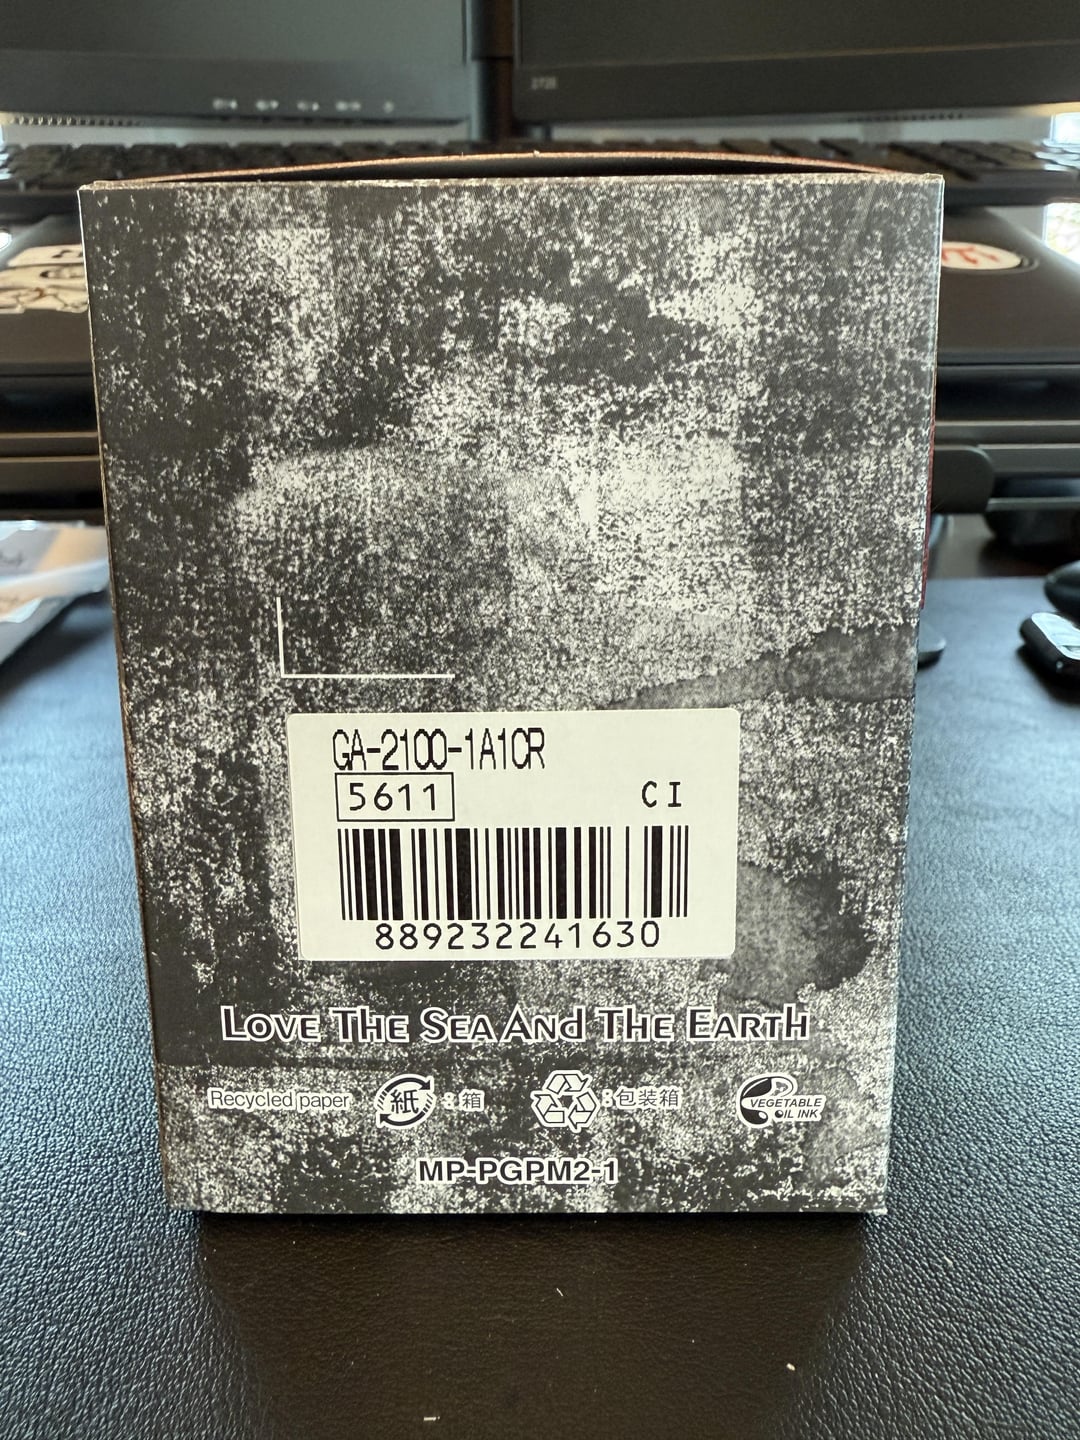 GA-2100-1A1CR
5611
CI
889232241630
LOVE THE SEA AND THE EARTH
Recycled paper
紙
:箱
:包装箱
VEGETABLE
OIL INK
MP-PGPM2-1